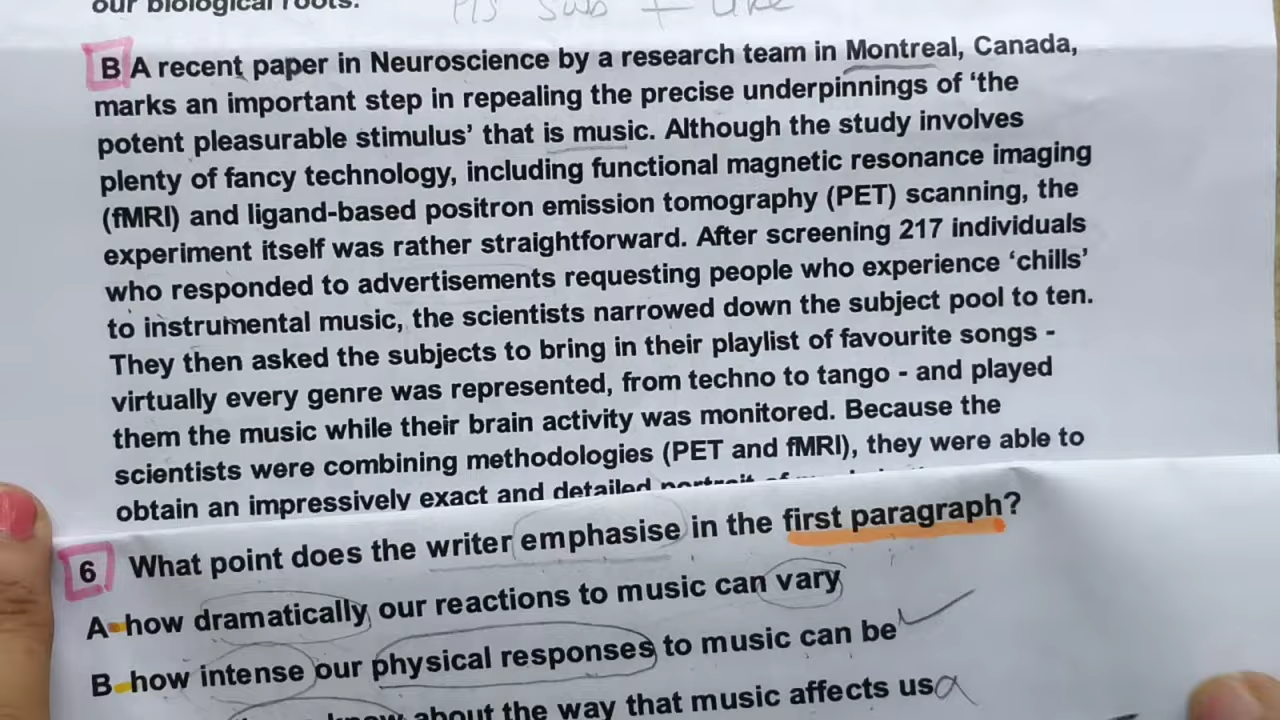 our biological roots.
B A recent paper in Neuroscience by a research team in Montreal, Canada,
marks an important step in repealing the precise underpinnings of ‘the
potent pleasurable stimulus’ that is music. Although the study involves
plenty of fancy technology, including functional magnetic resonance imaging
(fMRI) and ligand-based positron emission tomography (PET) scanning, the
experiment itself was rather straightforward. After screening 217 individuals
who responded to advertisements requesting people who experience ‘chills’
to instrumental music, the scientists narrowed down the subject pool to ten.
They then asked the subjects to bring in their playlist of favourite songs -
virtually every genre was represented, from techno to tango - and played
them the music while their brain activity was monitored. Because the
scientists were combining methodologies (PET and fMRI), they were able to
obtain an impressively exact and detailed portrait of
6 What point does the writer emphasise in the first paragraph?
A how dramatically our reactions to music can vary
B how intense our physical responses to music can be
know about the way that music affects us